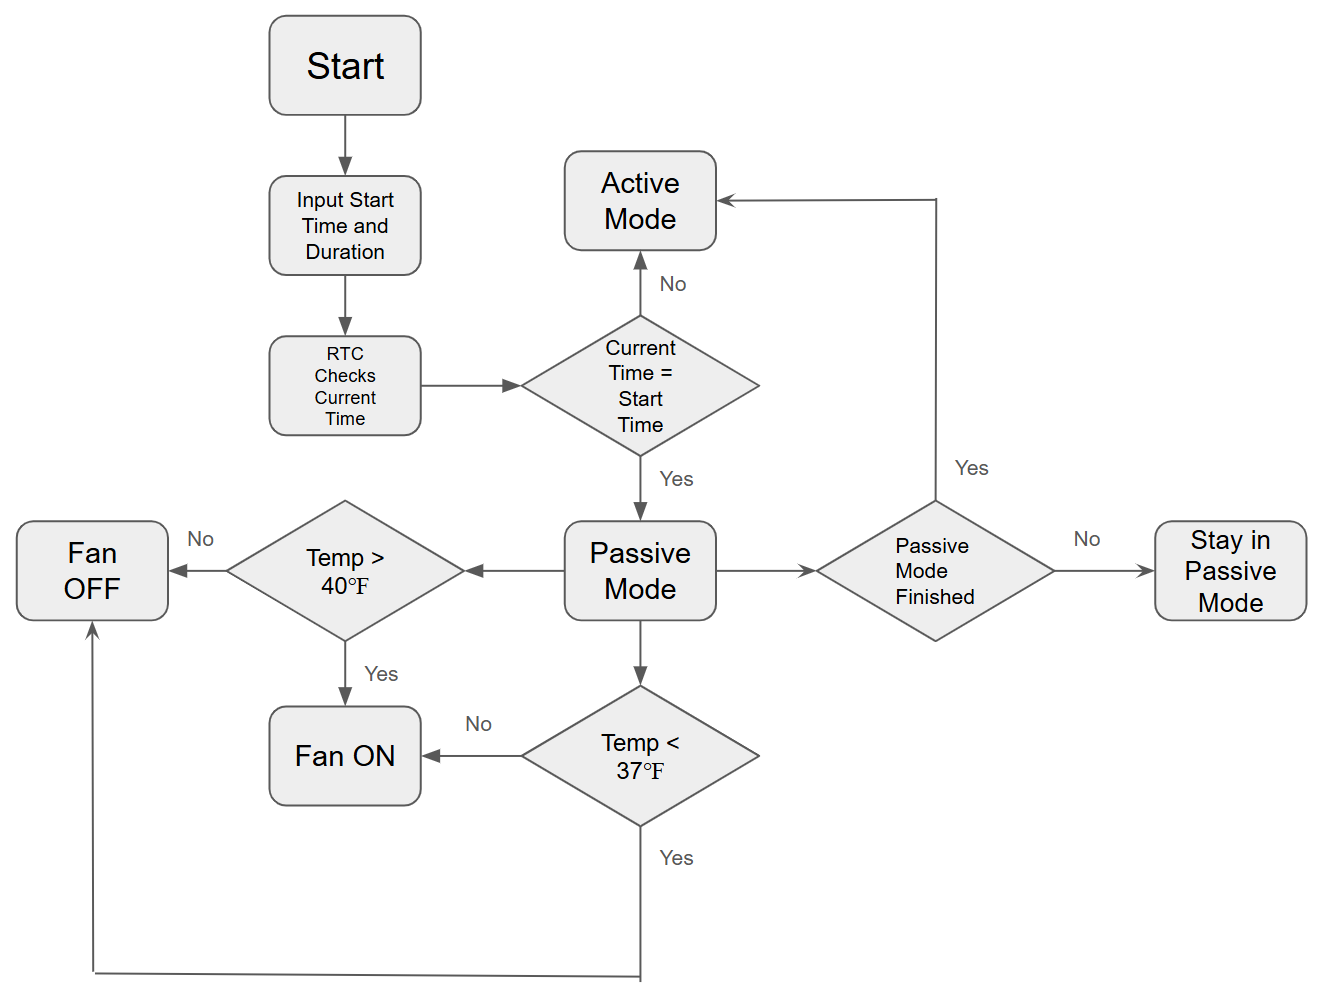 Start
Input Start
Time and
Duration
Active
Mode
No
RTC
Checks
Current
Time
Current
Time =
Start
Time
Yes
Yes
Fan
OFF
No
Temp >
40°F
Passive
Mode
Passive
Mode
Finished
No
Stay in
Passive
Mode
Yes
Fan ON
No
Temp <
37°F
Yes